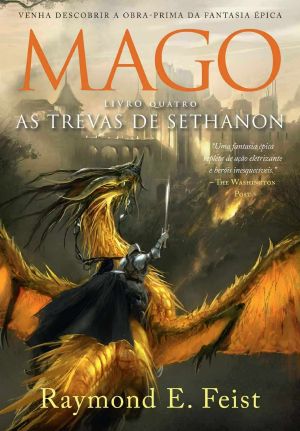 VENHA DESCOBRIR A OBRA-PRIMA DA FANTASIA ÉPICA
MAGO
LIVRO QUATRO
AS TREVAS DE SETHANON
"Uma fantasia épica
repleta de ação eletrizante
e heróis inesquecíveis."
– THE WASHINGTON
POST
Raymond E. Feist